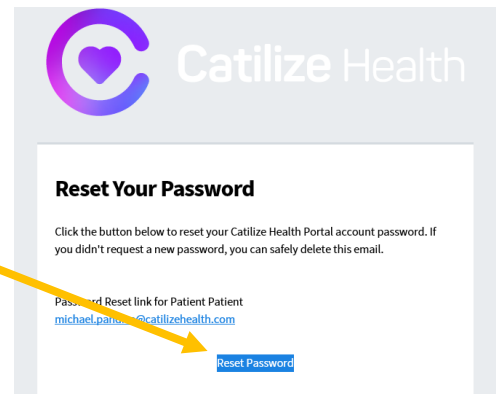 Catilize Health
Reset Your Password
Click the button below to reset your Catilize Health Portal account password. If
you didn't request a new password, you can safely delete this email.
Password Reset link for Patient Patient
Reset Password